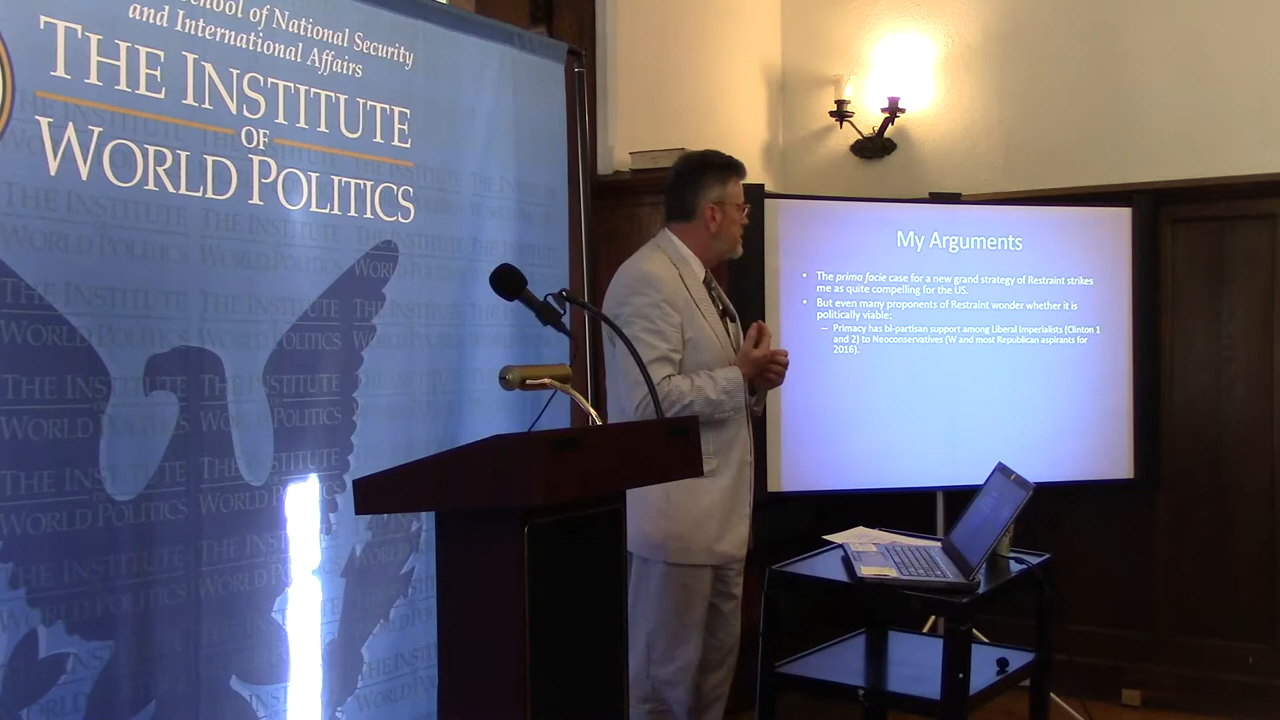 School of National Security
and International Affairs
THE INSTITUTE
OF
WORLD POLITICS
My Arguments
• The prima facie case for a new grand strategy of Restraint strikes
me as quite compelling for the US.
• But even many proponents of Restraint wonder whether it is
politically viable:
– Primacy has bi-partisan support among Liberal Imperialists (Clinton 1
and 2) to Neoconservatives (W and most Republican aspirants for
2016).